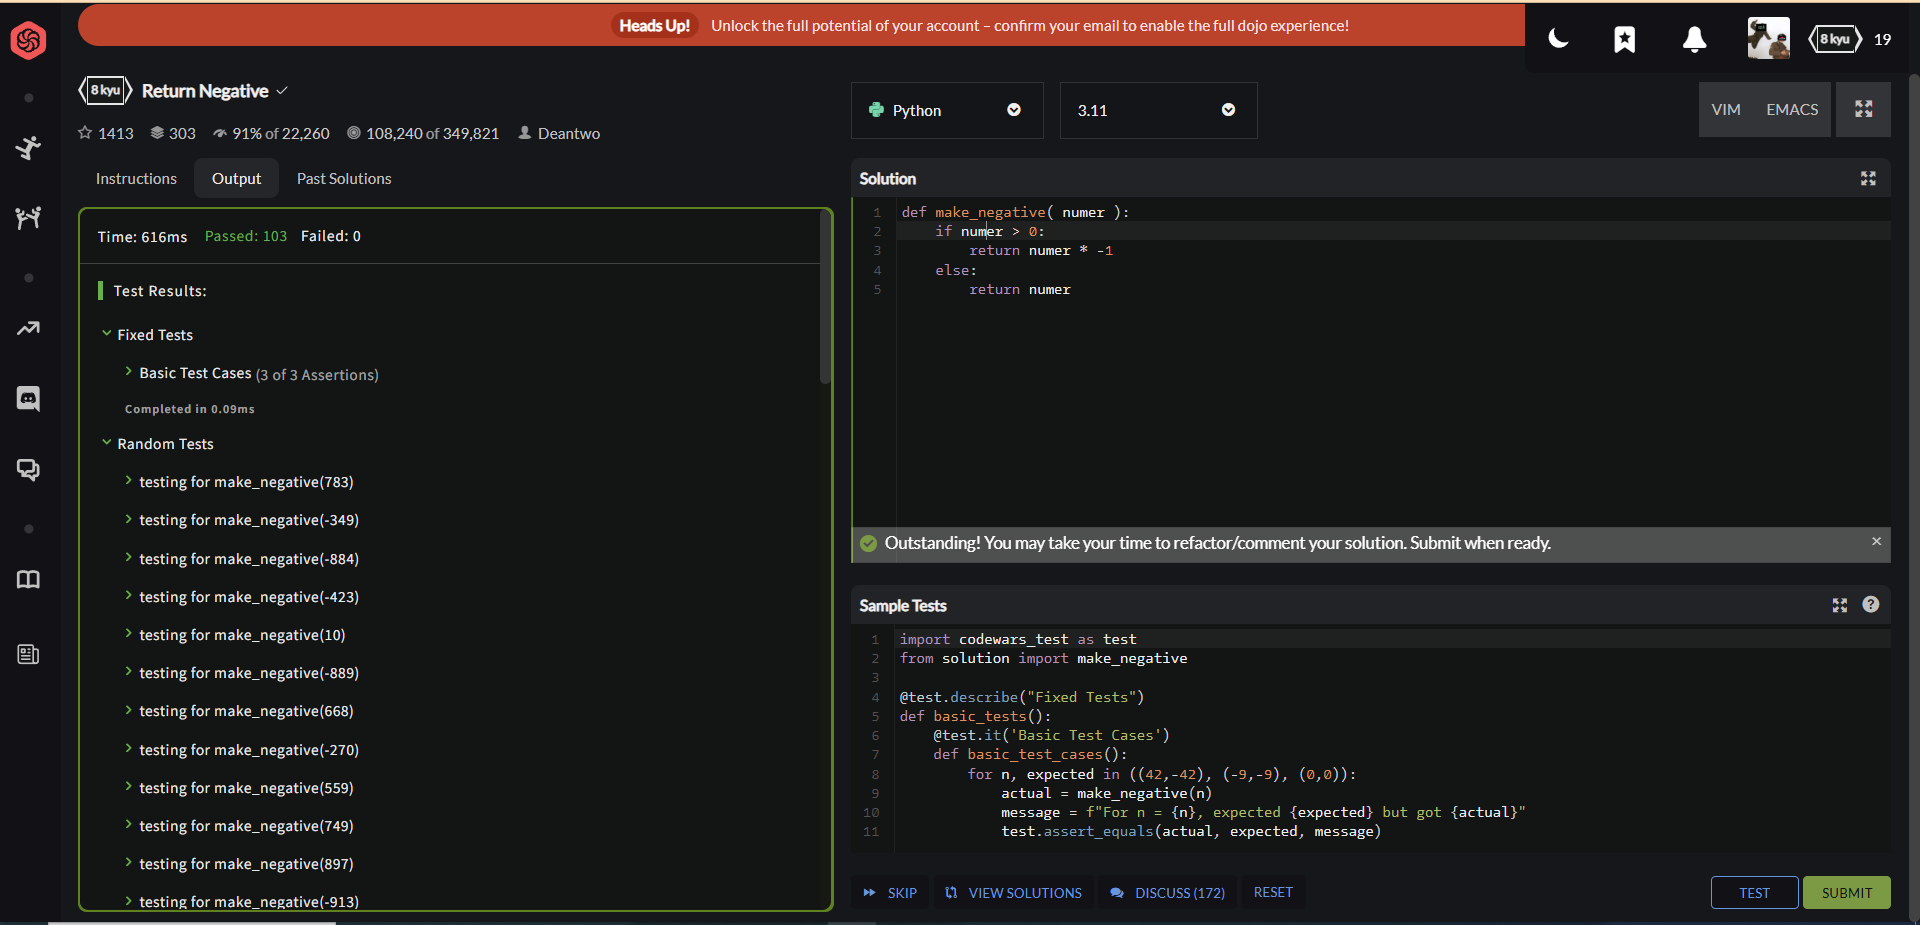 Heads Up! Unlock the full potential of your account – confirm your email to enable the full dojo experience!
8 kyu 19
8 kyu Return Negative
1413 303 91% of 22,260 108,240 of 349,821 Deantwo
Instructions Output Past Solutions
Time: 616ms Passed: 103 Failed: 0
Test Results:
Fixed Tests
Basic Test Cases (3 of 3 Assertions)
Completed in 0.09ms
Random Tests
testing for make_negative(783)
testing for make_negative(-349)
testing for make_negative(-884)
testing for make_negative(-423)
testing for make_negative(10)
testing for make_negative(-889)
testing for make_negative(668)
testing for make_negative(-270)
testing for make_negative(559)
testing for make_negative(749)
testing for make_negative(897)
testing for make_negative(-913)
Python 3.11 VIM EMACS
Solution
1 def make_negative( numer ):
2 if numer > 0:
3 return numer * -1
4 else:
5 return numer
Outstanding! You may take your time to refactor/comment your solution. Submit when ready. ×
Sample Tests ?
1 import codewars_test as test
2 from solution import make_negative
3
4 @test.describe("Fixed Tests")
5 def basic_tests():
6 @test.it('Basic Test Cases')
7 def basic_test_cases():
8 for n, expected in ((42,-42), (-9,-9), (0,0)):
9 actual = make_negative(n)
10 message = f"For n = {n}, expected {expected} but got {actual}"
11 test.assert_equals(actual, expected, message)
SKIP VIEW SOLUTIONS DISCUSS (172) RESET TEST SUBMIT